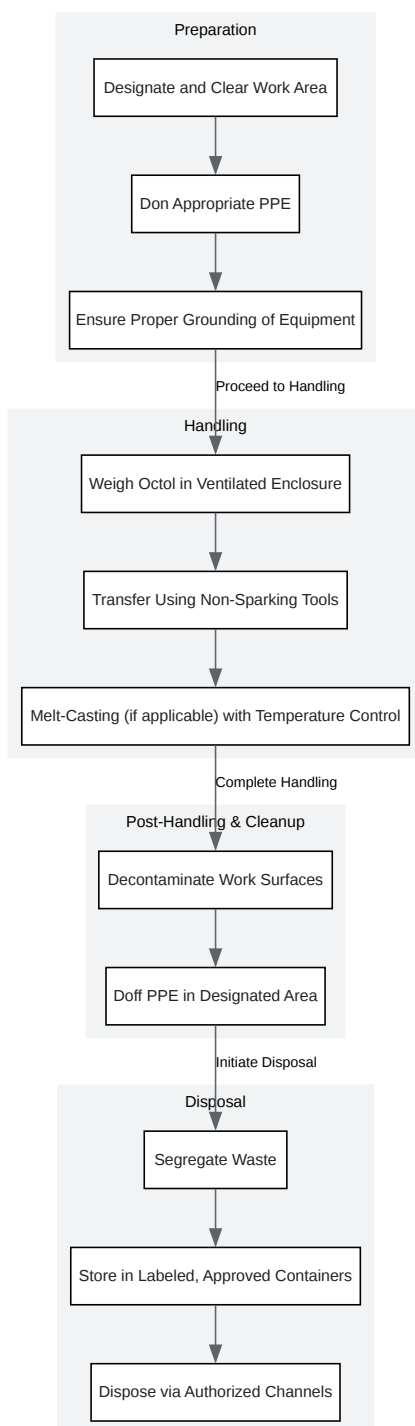 Preparation
Designate and Clear Work Area
Don Appropriate PPE
Ensure Proper Grounding of Equipment
Proceed to Handling
Handling
Weigh Octol in Ventilated Enclosure
Transfer Using Non-Sparking Tools
Melt-Casting (if applicable) with Temperature Control
Complete Handling
Post-Handling & Cleanup
Decontaminate Work Surfaces
Doff PPE in Designated Area
Initiate Disposal
Disposal
Segregate Waste
Store in Labeled, Approved Containers
Dispose via Authorized Channels